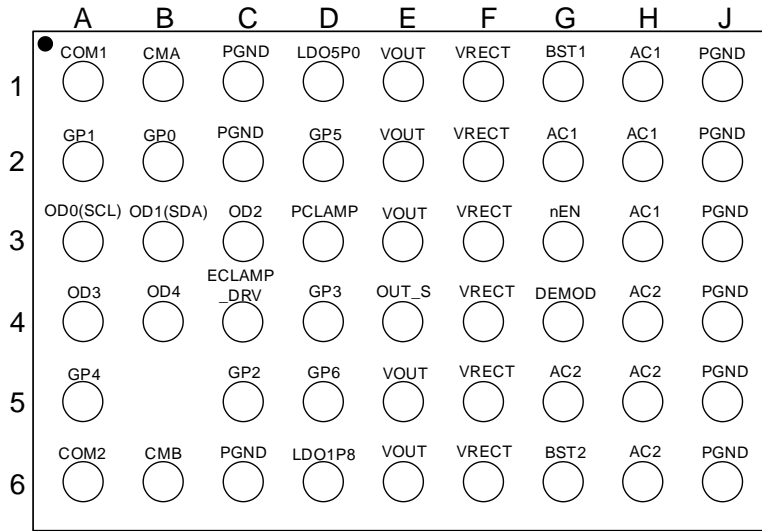 A B C D E F G H J
1 COM1 CMA PGND LDO5P0 VOUT VRECT BST1 AC1 PGND
2 GP1 GP0 PGND GP5 VOUT VRECT AC1 AC1 PGND
3 OD0(SCL) OD1(SDA) OD2 PCLAMP VOUT VRECT nEN AC1 PGND
4 OD3 OD4 ECLAMP
_DRV GP3 OUT_S VRECT DEMOD AC2 PGND
5 GP4 GP2 GP6 VOUT VRECT AC2 AC2 PGND
6 COM2 CMB PGND LDO1P8 VOUT VRECT BST2 AC2 PGND